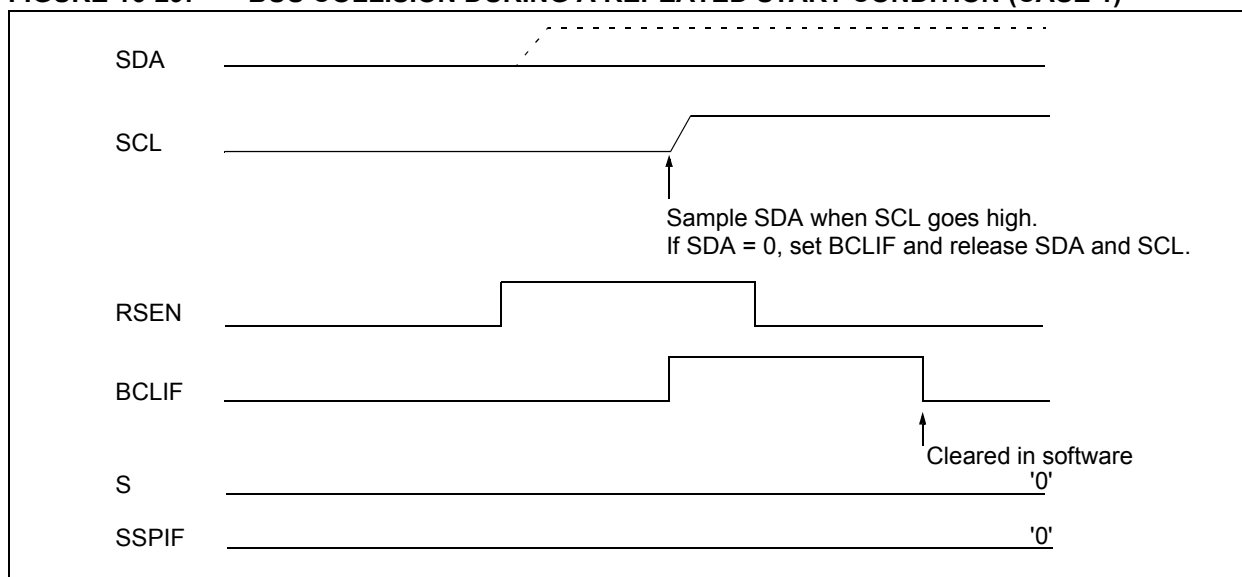 SDA
SCL
Sample SDA when SCL goes high.
If SDA = 0, set BCLIF and release SDA and SCL.
RSEN
BCLIF
Cleared in software
S
'0'
SSPIF
'0'